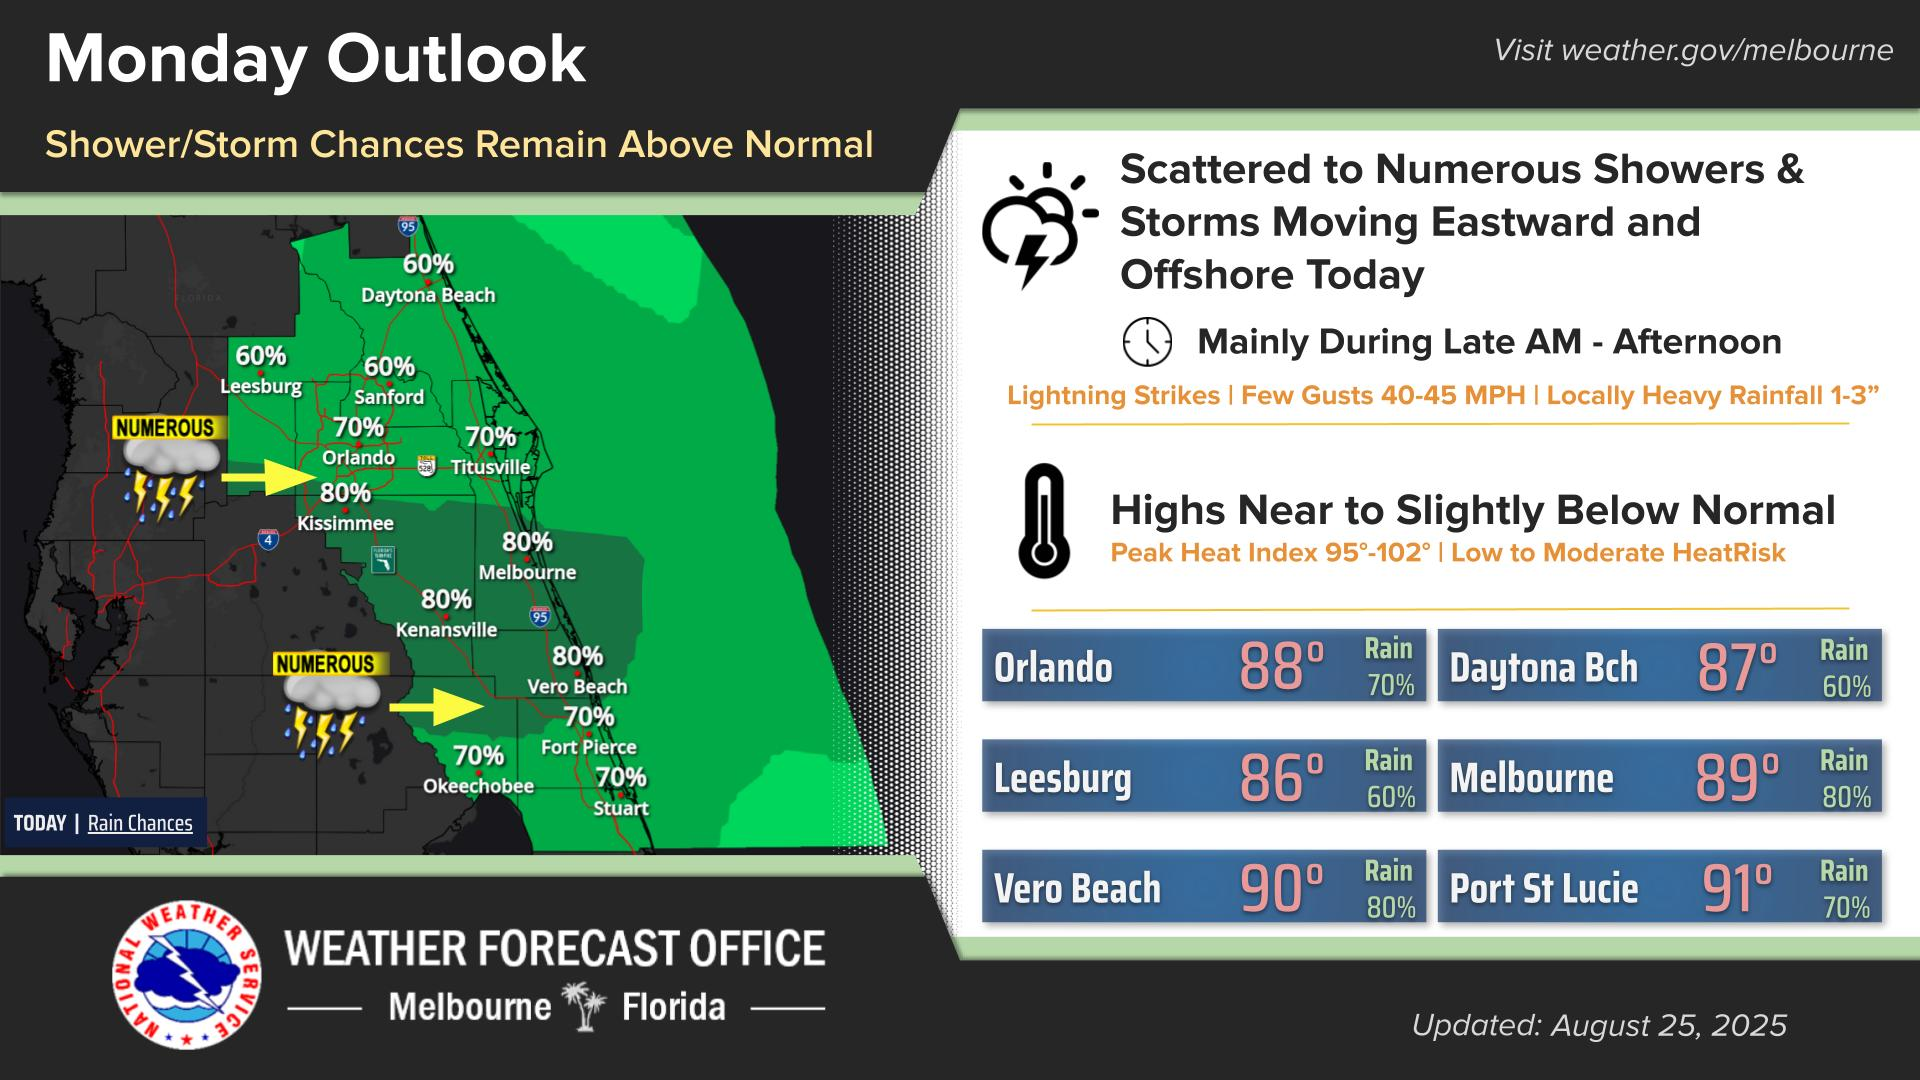 Monday Outlook
Visit weather.gov/melbourne
Shower/Storm Chances Remain Above Normal
95
60%
Daytona Beach
FLORIDA
60%
Leesburg
60%
Sanford
NUMEROUS
70%
Orlando
70%
Titusville
TOLL
528
80%
Kissimmee
4
80%
Melbourne
80%
Kenansville
95
NUMEROUS
80%
Vero Beach
70%
Fort Pierce
70%
Okeechobee
70%
Stuart
TODAY | Rain Chances
Scattered to Numerous Showers &
Storms Moving Eastward and
Offshore Today
Mainly During Late AM - Afternoon
Lightning Strikes | Few Gusts 40-45 MPH | Locally Heavy Rainfall 1-3”
Highs Near to Slightly Below Normal
Peak Heat Index 95°-102° | Low to Moderate HeatRisk
Orlando 88° Rain 70%
Daytona Bch 87° Rain 60%
Leesburg 86° Rain 60%
Melbourne 89° Rain 80%
Vero Beach 90° Rain 80%
Port St Lucie 91° Rain 70%
NATIONAL WEATHER SERVICE
WEATHER FORECAST OFFICE
Melbourne Florida
Updated: August 25, 2025